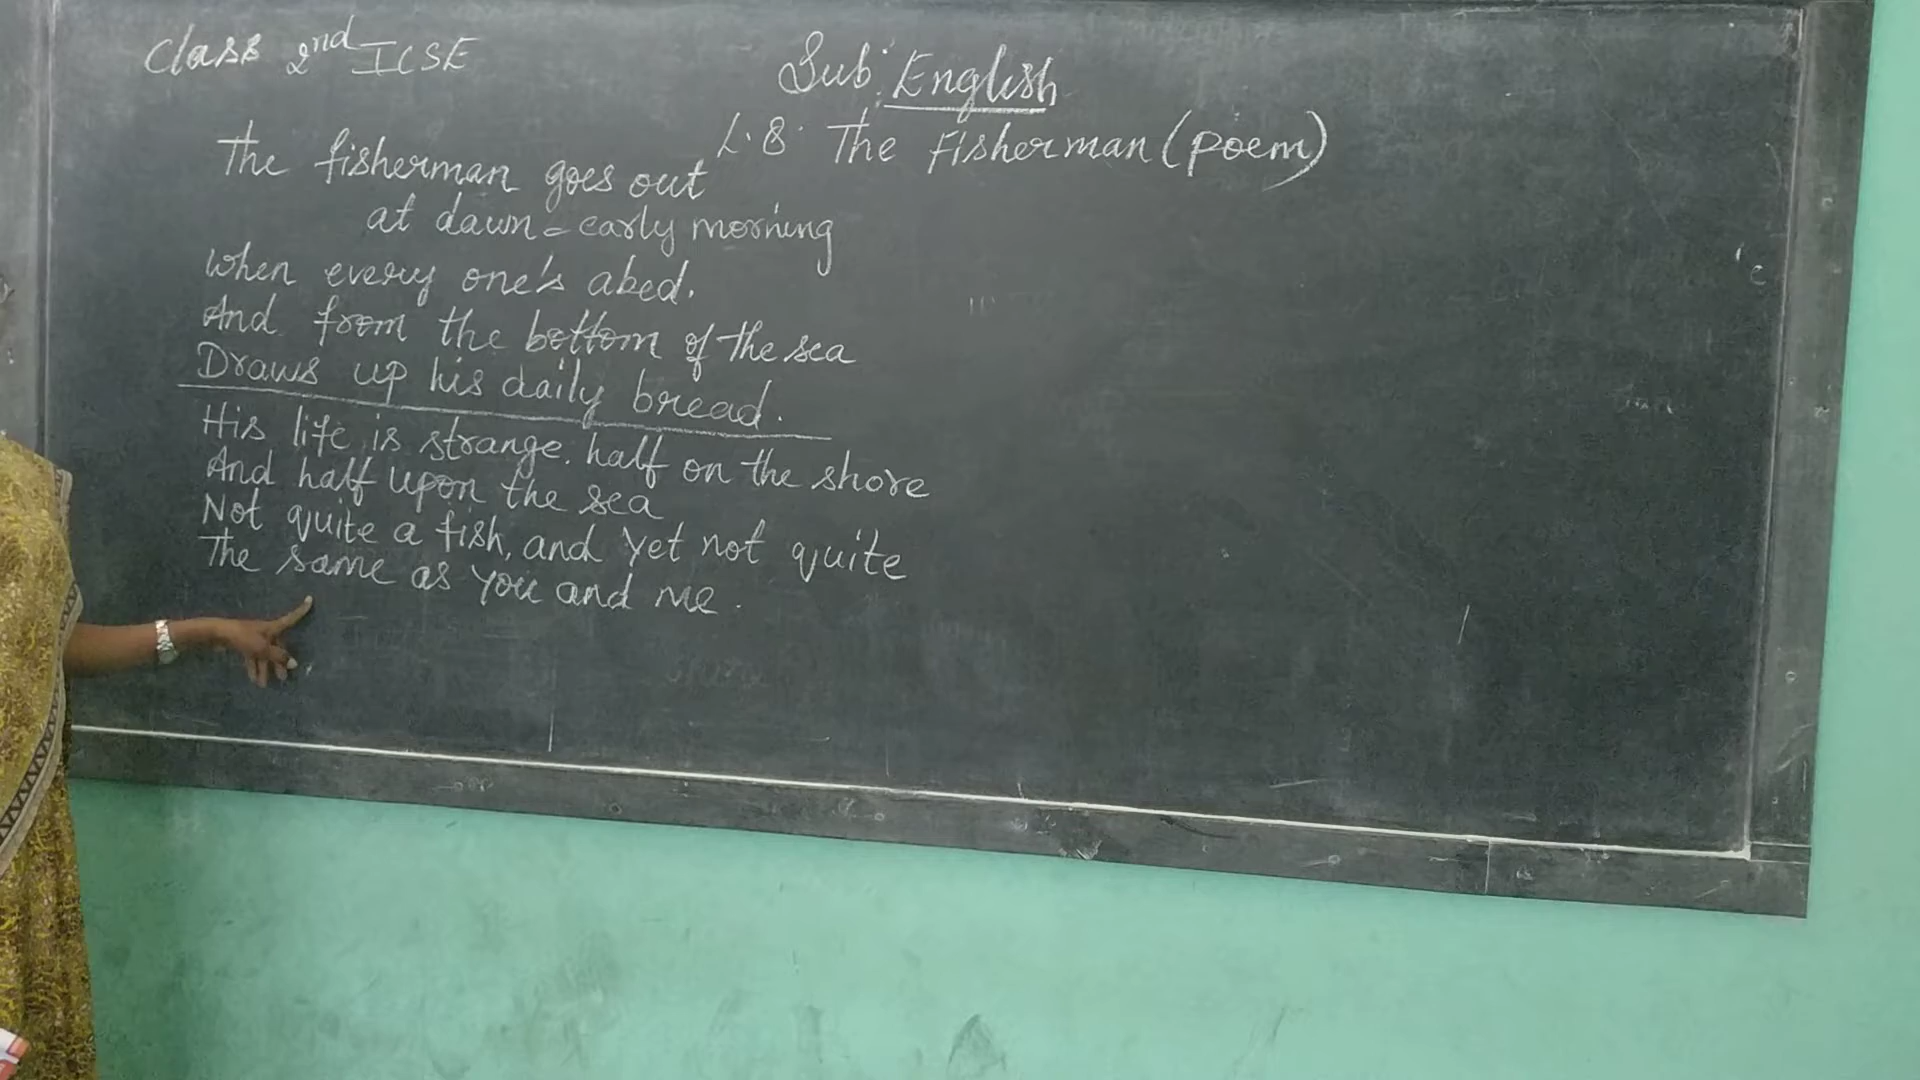 Class 2nd ICSE
Sub: English
L.8. The Fisherman (poem)
The fisherman goes out
at dawn = early morning
When every one's abed.
And from the bottom of the sea
Draws up his daily bread.
His life is strange. half on the shore
And half upon the sea
Not quite a fish, and yet not quite
The same as you and me.